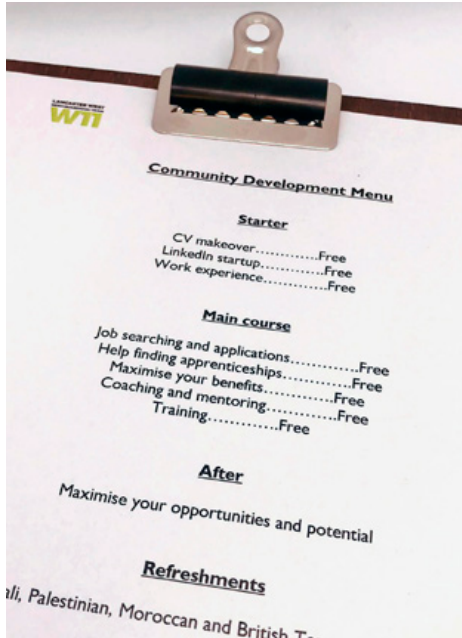 LANCASTER WEST
W11
Community Development Menu
Starter
CV makeover.............Free
LinkedIn startup.............Free
Work experience.............Free
Main course
Job searching and applications.............Free
Help finding apprenticeships.............Free
Maximise your benefits.............Free
Coaching and mentoring.............Free
Training.............Free
After
Maximise your opportunities and potential
Refreshments
Palestinian, Moroccan and British